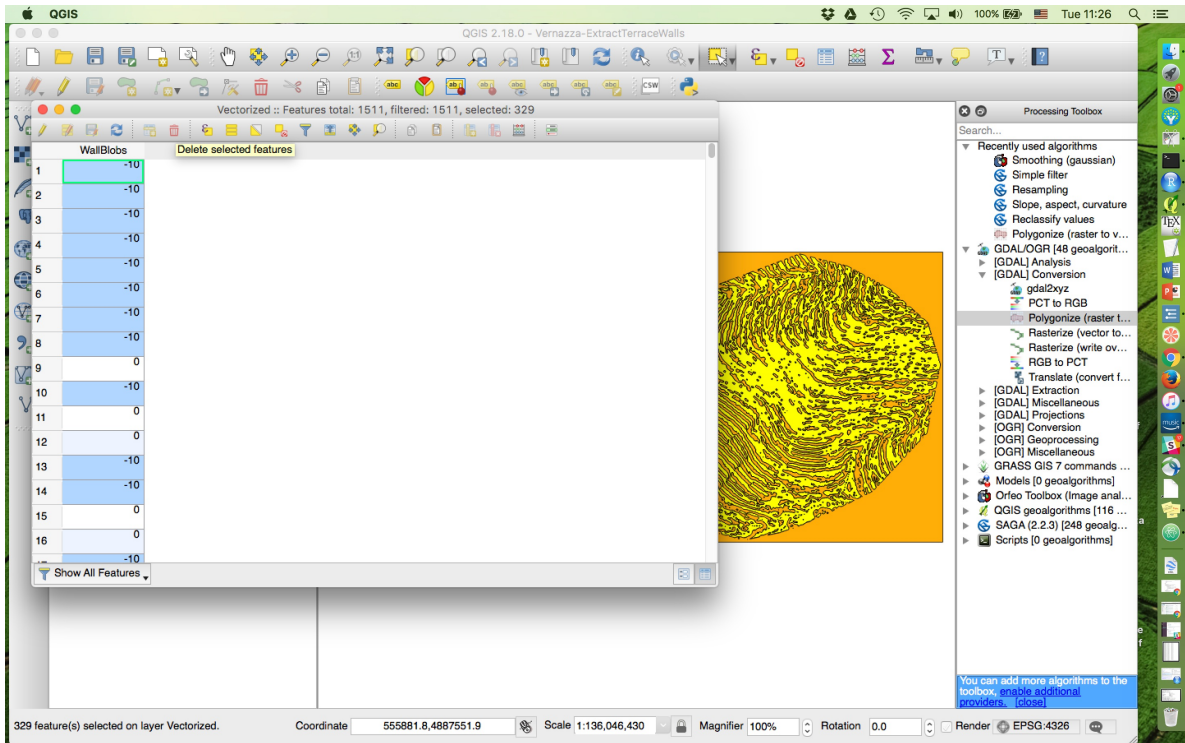 QGIS
100%
Tue 11:26
QGIS 2.18.0 - Vernazza-ExtractTerraceWalls
abc
CSW
Vectorized :: Features total: 1511, filtered: 1511, selected: 329
Delete selected features
WallBlobs
1 -10
2 -10
3 -10
4 -10
5 -10
6 -10
7 -10
8 -10
9 0
10 -10
11 0
12 0
13 -10
14 -10
15 0
16 0
-10
Show All Features
Processing Toolbox
Search...
Recently used algorithms
Smoothing (gaussian)
Simple filter
Resampling
Slope, aspect, curvature
Reclassify values
Polygonize (raster to v...
GDAL/OGR [48 geoalgorit...
[GDAL] Analysis
[GDAL] Conversion
gdal2xyz
PCT to RGB
Polygonize (raster t...
Rasterize (vector to...
Rasterize (write ov...
RGB to PCT
Translate (convert f...
[GDAL] Extraction
[GDAL] Miscellaneous
[GDAL] Projections
[OGR] Conversion
[OGR] Geoprocessing
[OGR] Miscellaneous
GRASS GIS 7 commands ...
Models [0 geoalgorithms]
Orfeo Toolbox (Image anal...
QGIS geoalgorithms [116 ...
SAGA (2.2.3) [248 geoalg...
Scripts [0 geoalgorithms]
You can add more algorithms to the
toolbox, enable additional
providers. [close]
329 feature(s) selected on layer Vectorized.
Coordinate 555881.8,4887551.9
Scale 1:136,046,430
Magnifier 100%
Rotation 0.0
Render
EPSG:4326
TEX
music